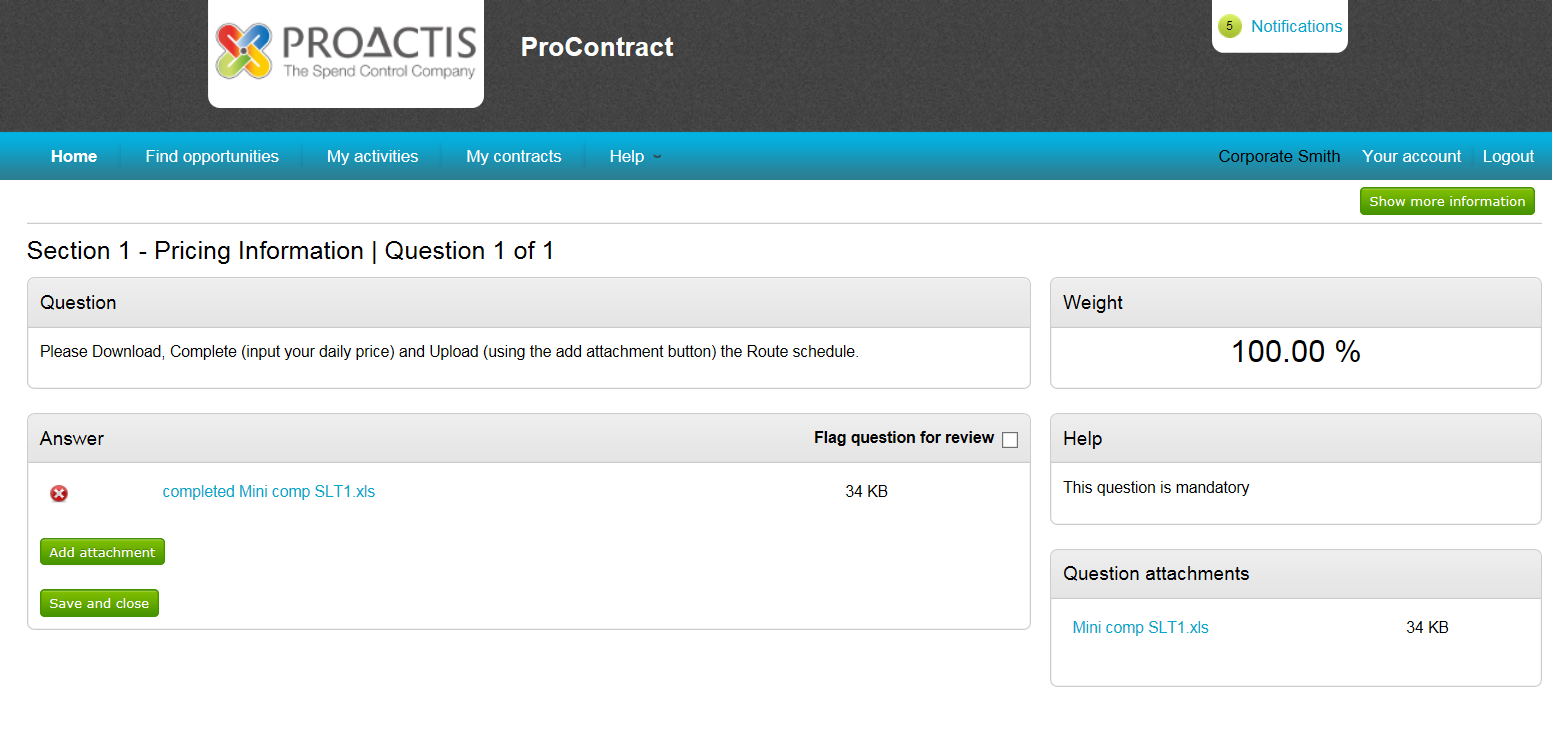 PROACTIS
The Spend Control Company
ProContract
5 Notifications
Home Find opportunities My activities My contracts Help Corporate Smith Your account Logout
Show more information
Section 1 - Pricing Information | Question 1 of 1
Question
Please Download, Complete (input your daily price) and Upload (using the add attachment button) the Route schedule.
Weight
100.00 %
Answer Flag question for review
completed Mini comp SLT1.xls 34 KB
Add attachment
Save and close
Help
This question is mandatory
Question attachments
Mini comp SLT1.xls 34 KB